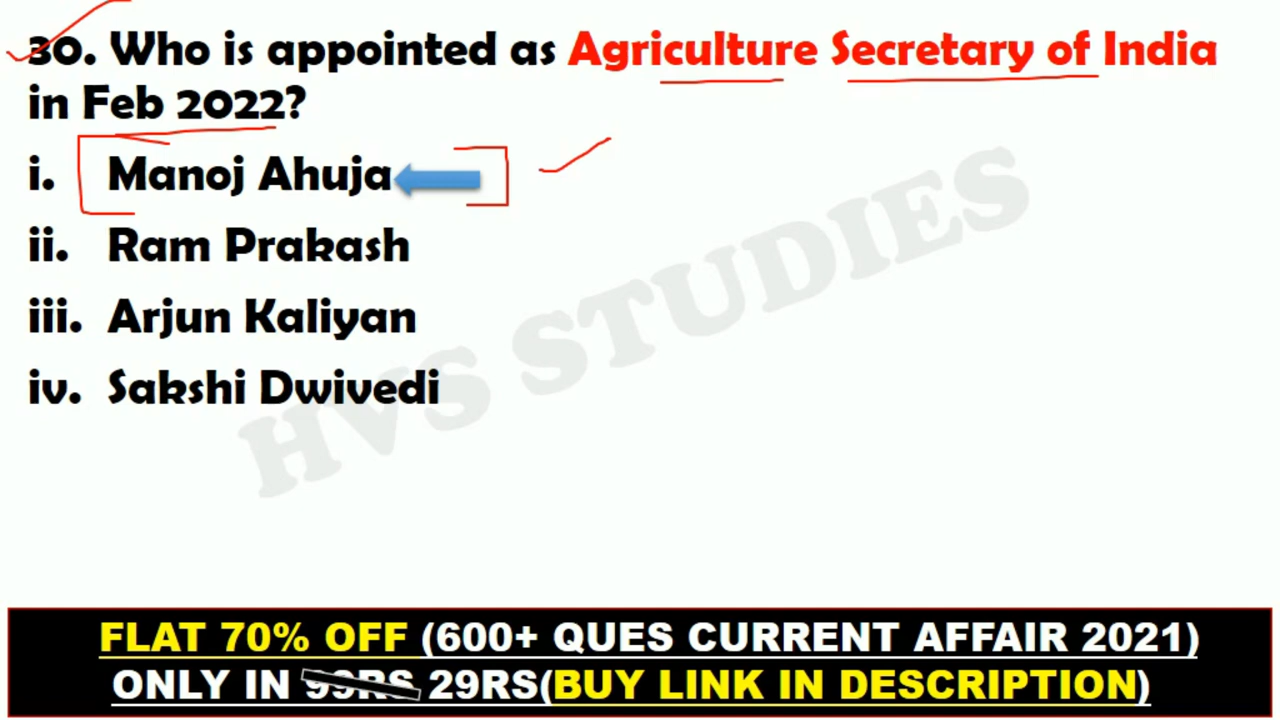 30. Who is appointed as Agriculture Secretary of India
in Feb 2022?
i. Manoj Ahuja
ii. Ram Prakash
iii. Arjun Kaliyan
iv. Sakshi Dwivedi
HVS STUDIES
FLAT 70% OFF (600+ QUES CURRENT AFFAIR 2021)
ONLY IN 99RS 29RS(BUY LINK IN DESCRIPTION)